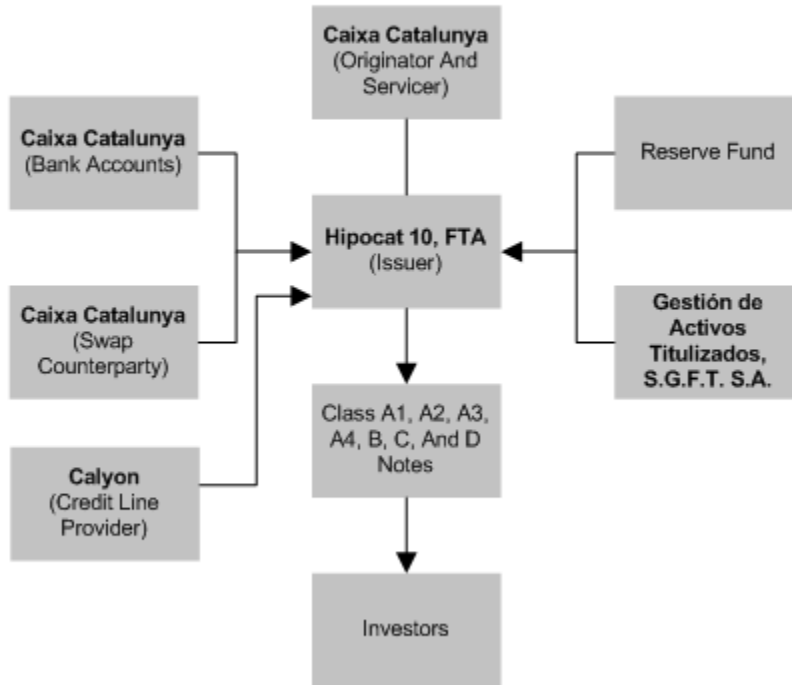 Caixa Catalunya
(Originator And
Servicer)
Caixa Catalunya
(Bank Accounts)
Reserve Fund
Hipocat 10, FTA
(Issuer)
Caixa Catalunya
(Swap
Counterparty)
Gestión de
Activos
Titulizados,
S.G.F.T. S.A.
Class A1, A2, A3,
A4, B, C, And D
Notes
Calyon
(Credit Line
Provider)
Investors